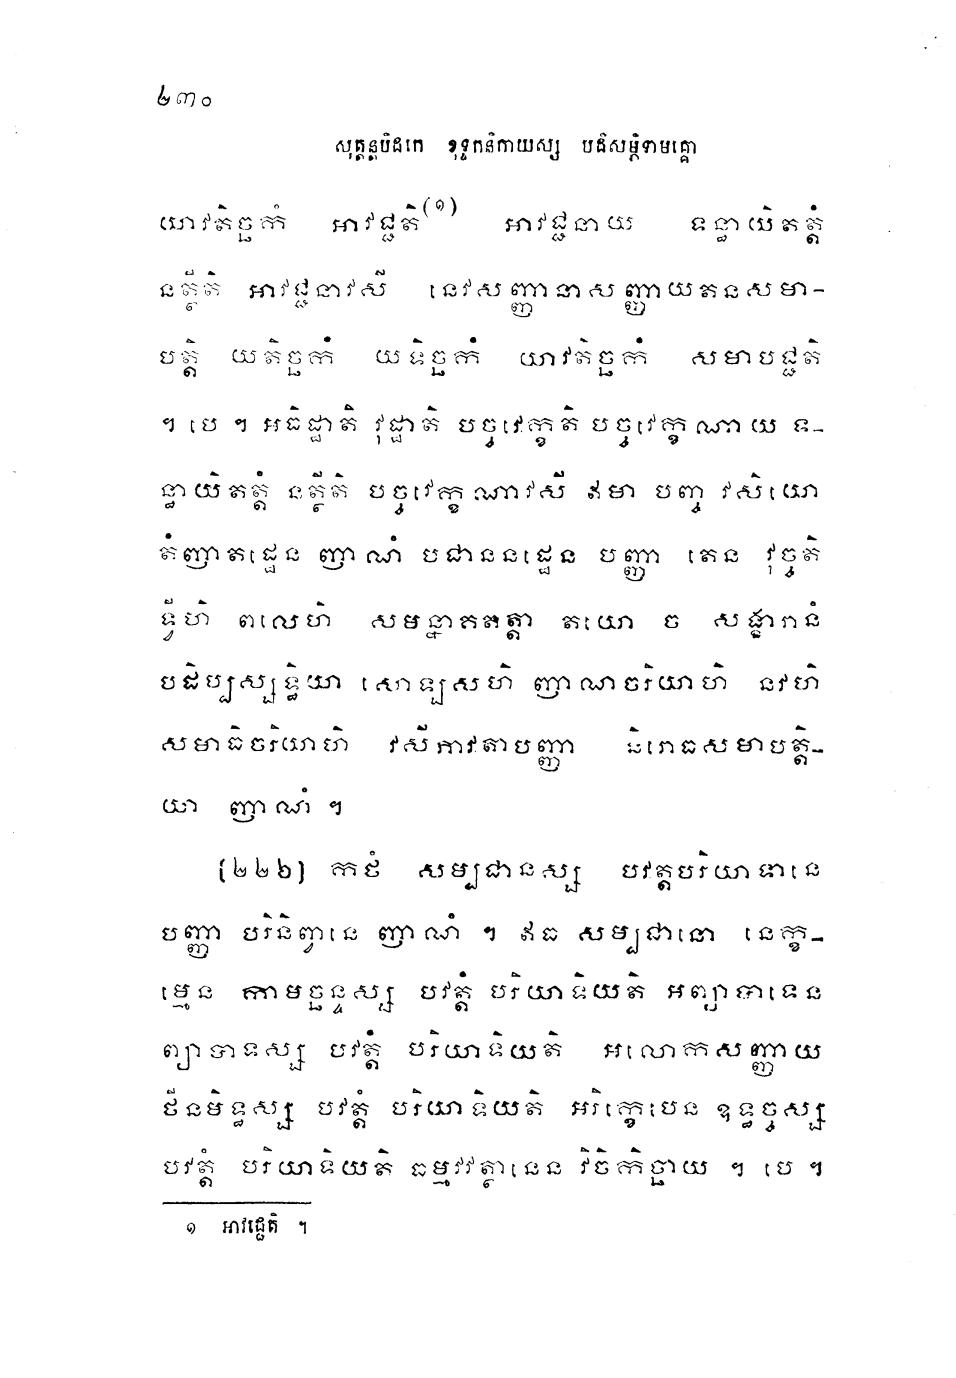 ២៣០
សុត្តន្តបិដកេ ខុទ្ទកនិកាយស្ស បដិសម្ភិទាមគ្គោ
យាវតិច្ឆកំ អាវជ្ជតិ(១) អាវជ្ជនាយ ទន្ធាយិតត្តំ
នត្ថីតិ អាវជ្ជនាវសី នេវសញ្ញានាសញ្ញាយតនសមា-
បត្តិ យតិច្ឆកំ យទិច្ឆកំ យាវតិច្ឆកំ សមាបជ្ជតិ
។ បេ ។ អធិដ្ឋាតិ វុដ្ឋាតិ បច្ចវេក្ខតិ បច្ចវេក្ខណាយ ទ-
ន្ធាយិតត្តំ នត្ថីតិ បច្ចវេក្ខណាវសី ឥមា បញ្ច វសិយោ
តំញាតដ្ឋេន ញាណំ បជាននដ្ឋេន បញ្ញា តេន វុច្ចតិ
ទ្វីហិ ពលេហិ សមន្នាគតត្តា តយោ ច សង្ខារានំ
បដិប្បស្សទ្ធិយា សោឡសហិ ញាណចរិយាហិ នវហិ
សមាធិចរិយាហិ វសីភាវតាបញ្ញា និរោធសមាបត្តិ-
យា ញាណំ ។
[២២៦] កថំ សម្បជានស្ស បវត្តបរិយាទានេ
បញ្ញា បរិនិព្វានេ ញាណំ ។ ឥធ សម្បជានោ នេក្ខ-
ម្មេន កាមច្ឆន្ទស្ស បវត្តំ បរិយាទិយតិ អព្យាបាទេន
ព្យាបាទស្ស បវត្តំ បរិយាទិយតិ អាលោកសញ្ញាយ
ថីនមិទ្ធស្ស បវត្តំ បរិយាទិយតិ អវិក្ខេបេន ឧទ្ធច្ចស្ស
បវត្តំ បរិយាទិយតិ ធម្មវវត្ថានេន វិចិកិច្ឆាយ ។ បេ ។
១ អាវដ្ដេតិ ។